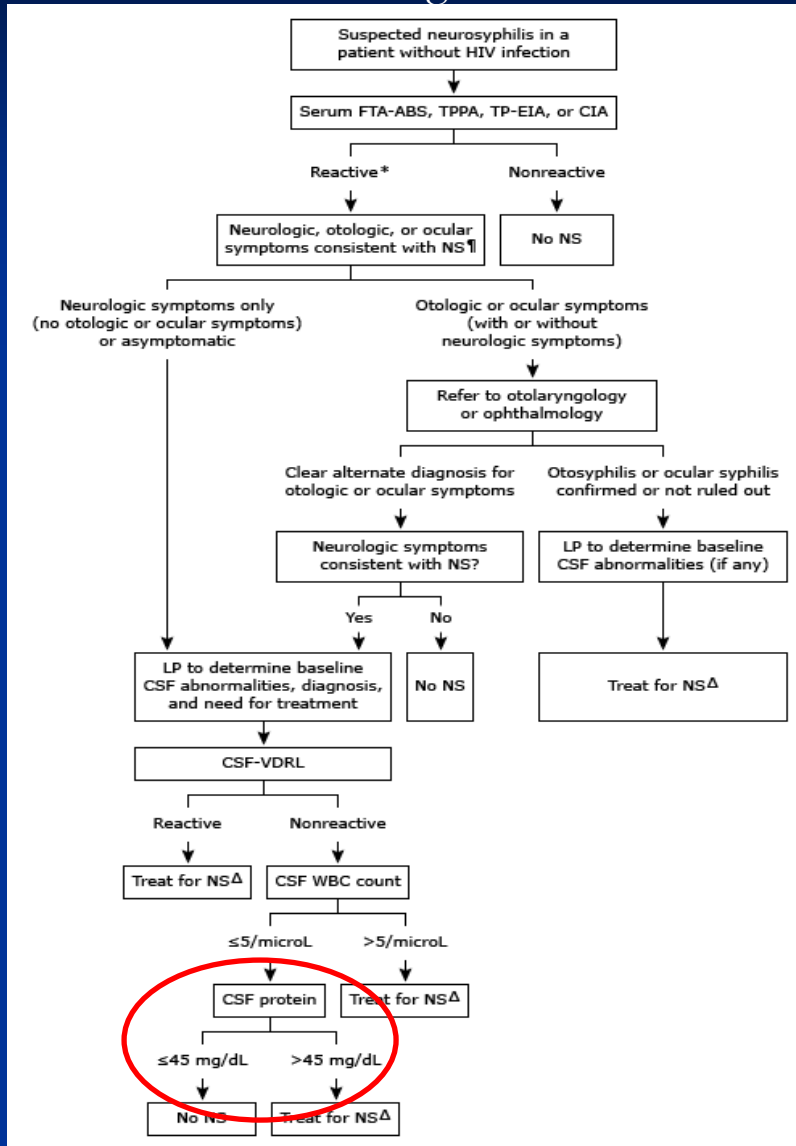 Suspected neurosyphilis in a
patient without HIV infection
Serum FTA-ABS, TPPA, TP-EIA, or CIA
Reactive*
Nonreactive
Neurologic, otologic, or ocular
symptoms consistent with NS¶
No NS
Neurologic symptoms only
(no otologic or ocular symptoms)
or asymptomatic
Otologic or ocular symptoms
(with or without
neurologic symptoms)
Refer to otolaryngology
or ophthalmology
Clear alternate diagnosis for
otologic or ocular symptoms
Otosyphilis or ocular syphilis
confirmed or not ruled out
Neurologic symptoms
consistent with NS?
LP to determine baseline
CSF abnormalities (if any)
Yes
No
LP to determine baseline
CSF abnormalities, diagnosis,
and need for treatment
No NS
Treat for NSΔ
CSF-VDRL
Reactive
Nonreactive
Treat for NSΔ
CSF WBC count
≤5/microL
>5/microL
CSF protein
Treat for NSΔ
≤45 mg/dL
>45 mg/dL
No NS
Treat for NSΔ